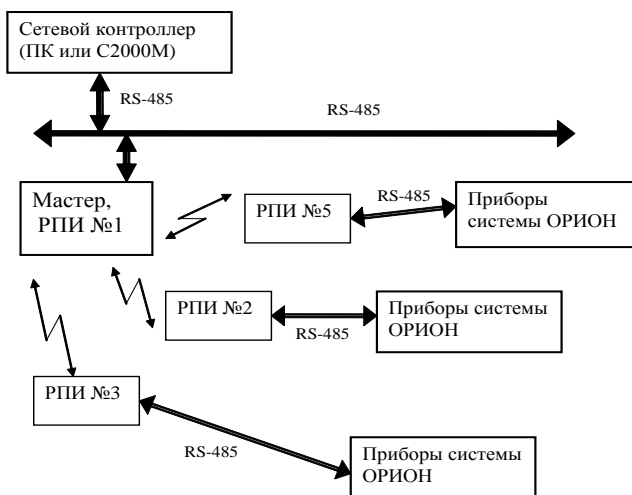 Сетевой контроллер
(ПК или С2000М)
RS-485
RS-485
Мастер,
РПИ №1
РПИ №5
RS-485
Приборы
системы ОРИОН
РПИ №2
RS-485
Приборы системы
ОРИОН
РПИ №3
RS-485
Приборы системы
ОРИОН